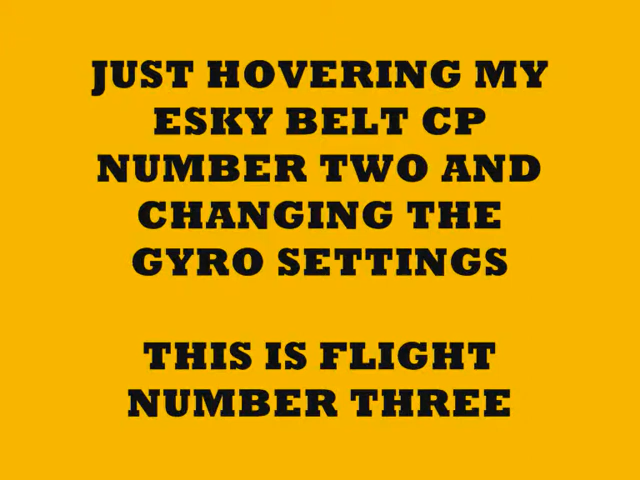 JUST HOVERING MY
ESKY BELT CP
NUMBER TWO AND
CHANGING THE
GYRO SETTINGS
THIS IS FLIGHT
NUMBER THREE